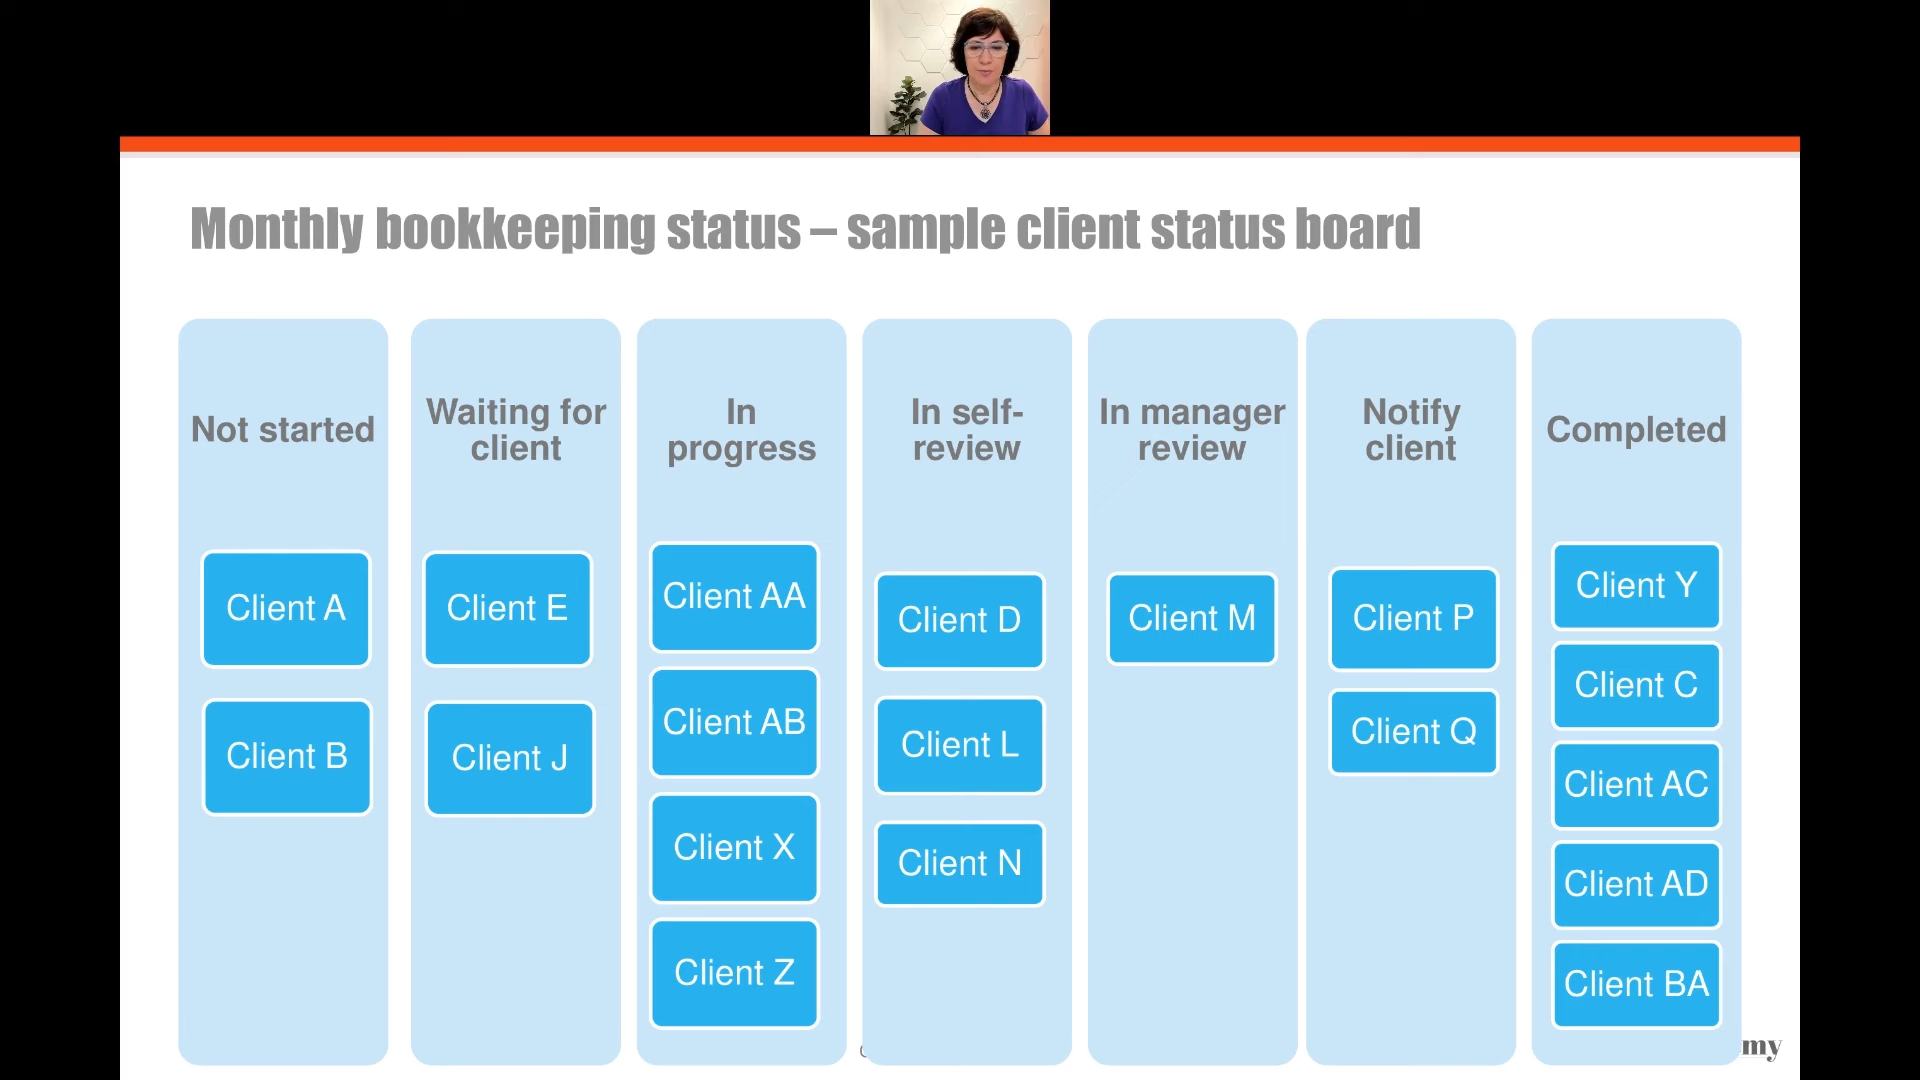 Monthly bookkeeping status – sample client status board
Not started
Client A
Client B
Waiting for
client
Client E
Client J
In
progress
Client AA
Client AB
Client X
Client Z
In self-
review
Client D
Client L
Client N
In manager
review
Client M
Notify
client
Client P
Client Q
Completed
Client Y
Client C
Client AC
Client AD
Client BA
my